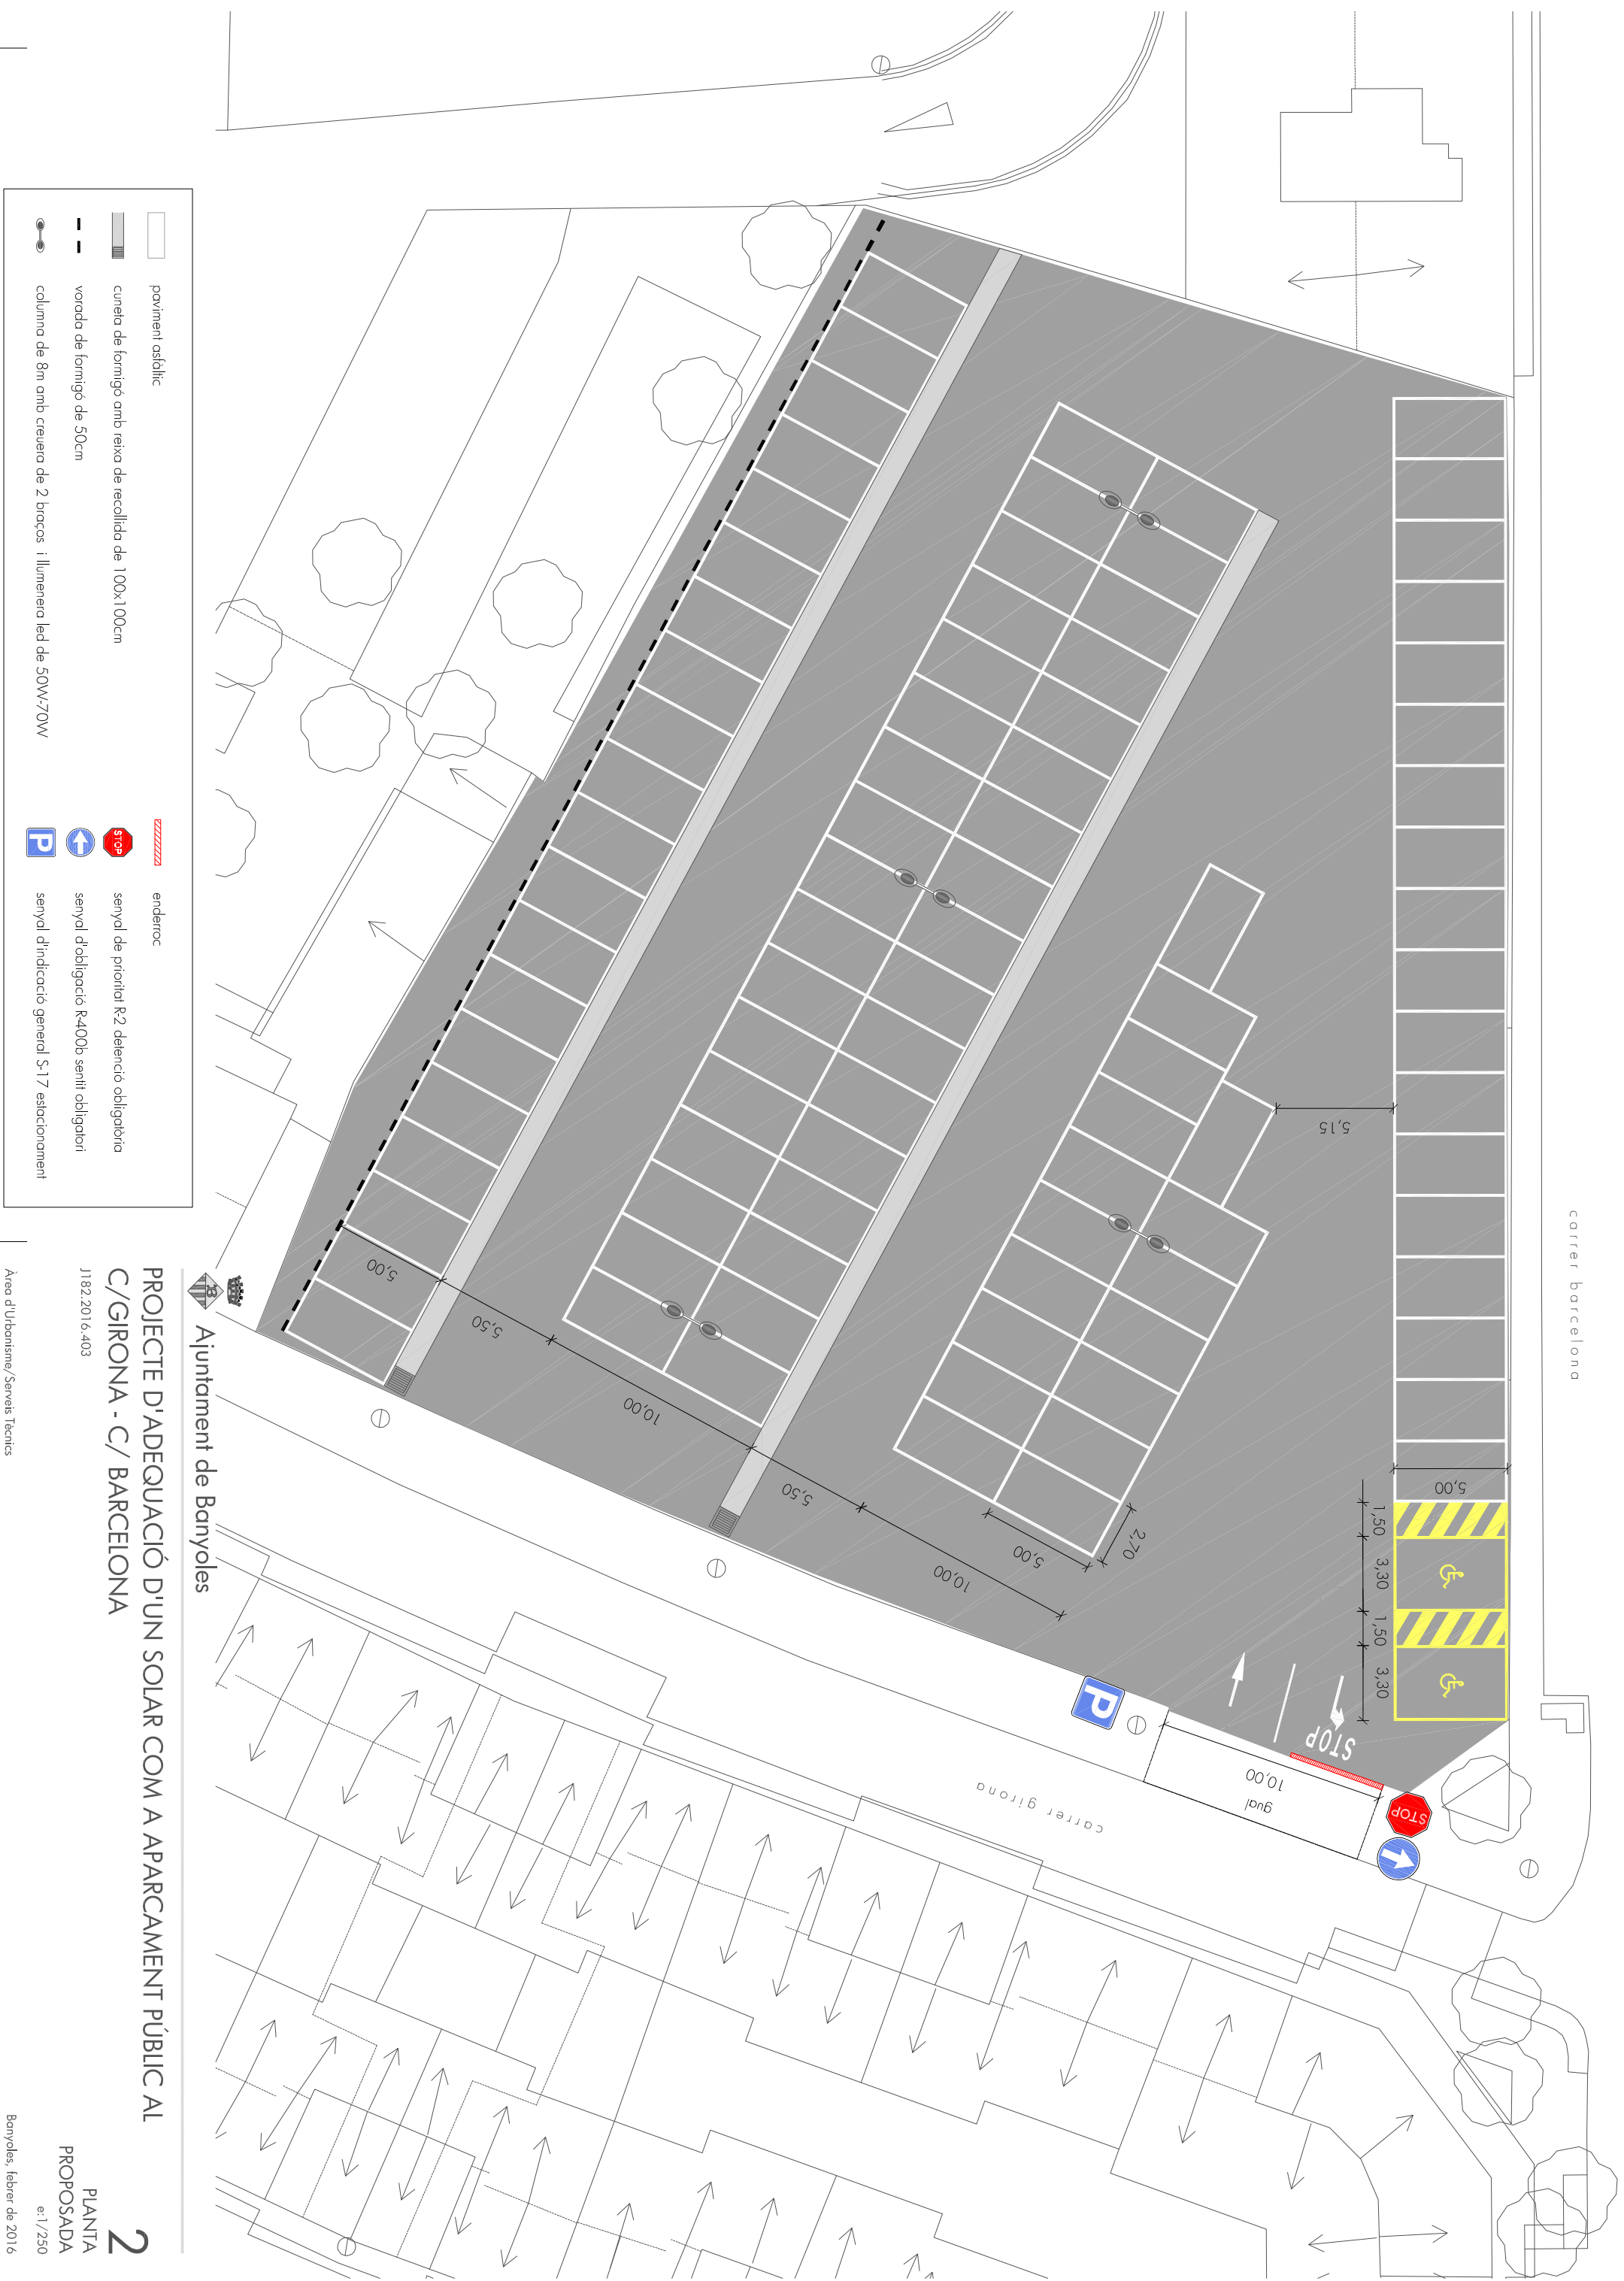 carrer barcelona
5,15
5,00
1,50
3,30
1,50
3,30
STOP
10,00
gual
STOP
P
carrer girona
5,00
5,50
10,00
5,50
10,00
5,00
2,70
paviment asfàltic
cuneta de formigó amb reixa de recollida de 100x100cm
vorada de formigó de 50cm
columna de 8m amb creuera de 2 braços i llumenera led de 50W-70W
enderroc
STOP senyal de prioritat R-2 detenció obligatòria
senyal d'obligació R-400b sentit obligatori
P senyal d'indicació general S-17 estacionament
Ajuntament de Banyoles
PROJECTE D'ADEQUACIÓ D'UN SOLAR COM A APARCAMENT PÚBLIC AL
C/GIRONA - C/ BARCELONA
J182.2016.403
Àrea d'Urbanisme/Serveis Tècnics
2
PLANTA
PROPOSADA
e:1/250
Banyoles, febrer de 2016